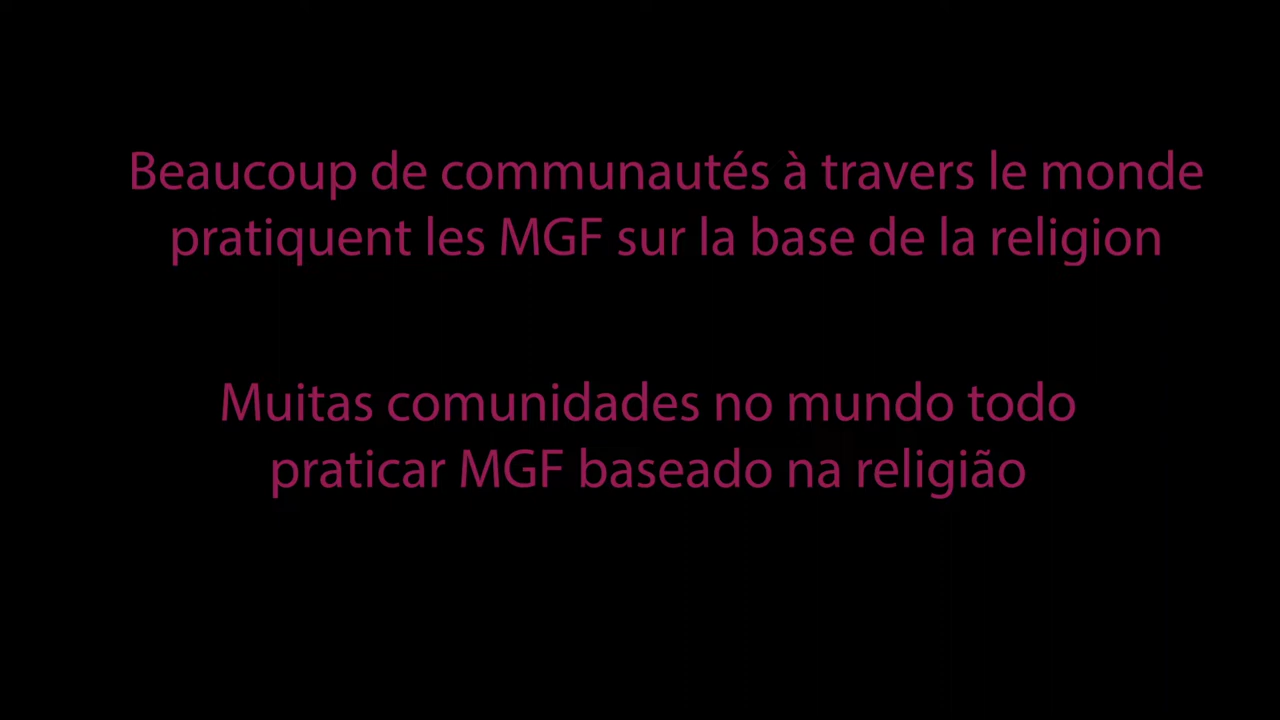 Beaucoup de communautés à travers le monde
pratiquent les MGF sur la base de la religion
Muitas comunidades no mundo todo
praticar MGF baseado na religião